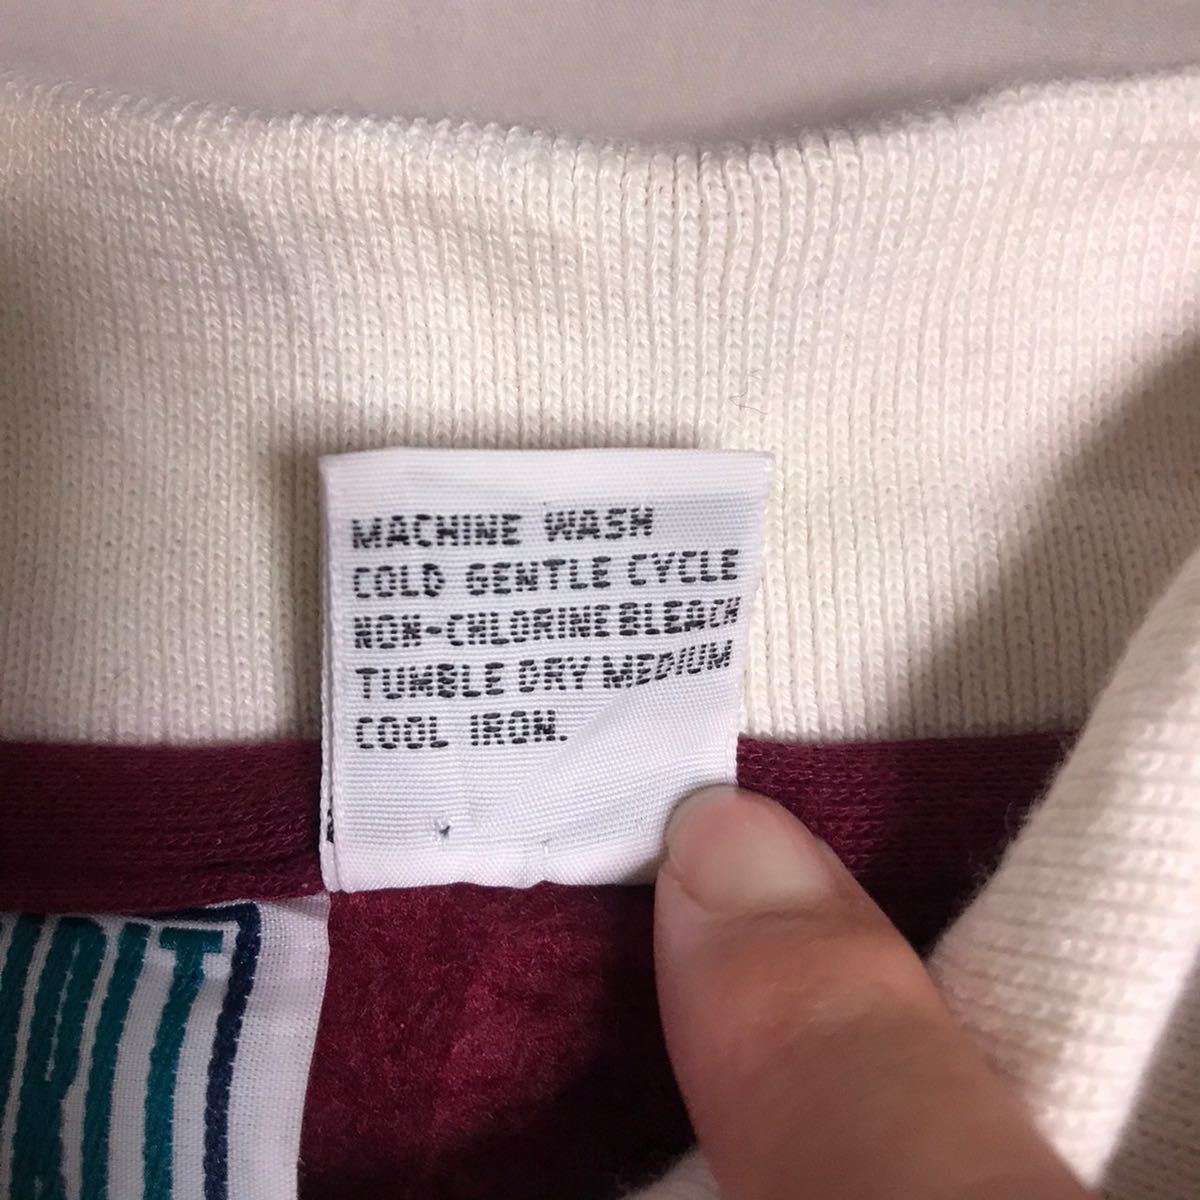 MACHINE WASH
COLD GENTLE CYCLE
NON-CHLORINE BLEACH
TUMBLE DRY MEDIUM
COOL IRON.